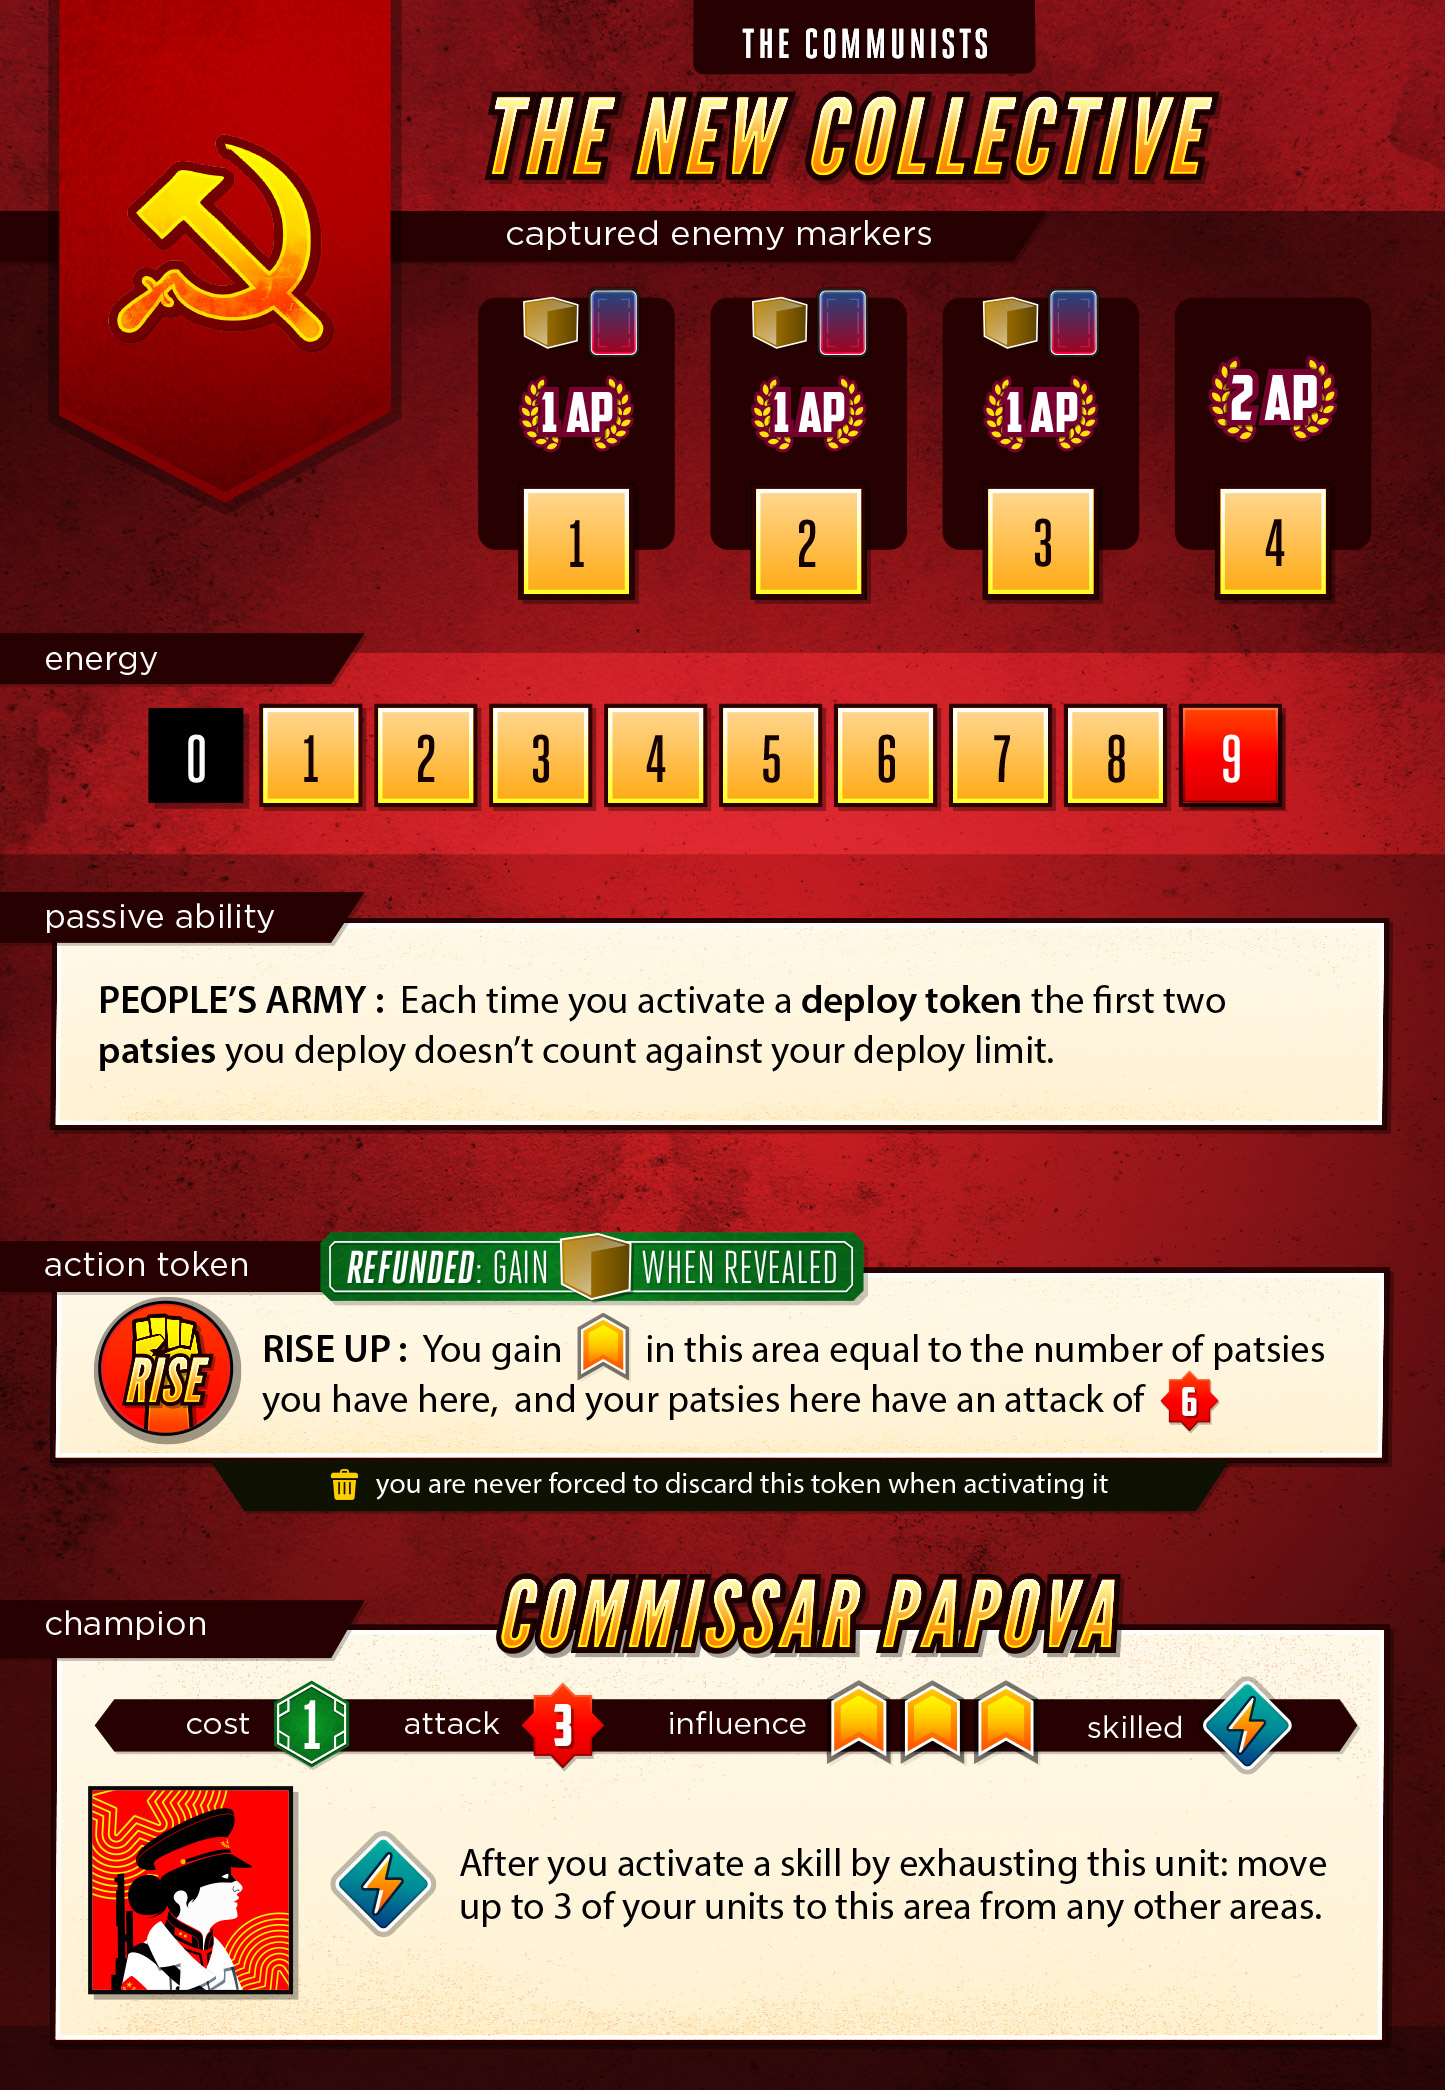 THE COMMUNISTS
THE NEW COLLECTIVE
captured enemy markers
1 AP 1 AP 1 AP 2 AP
1 2 3 4
energy
0 1 2 3 4 5 6 7 8 9
passive ability
PEOPLE'S ARMY : Each time you activate a deploy token the first two
patsies you deploy doesn't count against your deploy limit.
action token
REFUNDED: GAIN WHEN REVEALED
RISE
RISE UP : You gain in this area equal to the number of patsies
you have here, and your patsies here have an attack of 6
you are never forced to discard this token when activating it
champion
COMMISSAR PAPOVA
cost 1 attack 3 influence skilled
After you activate a skill by exhausting this unit: move
up to 3 of your units to this area from any other areas.